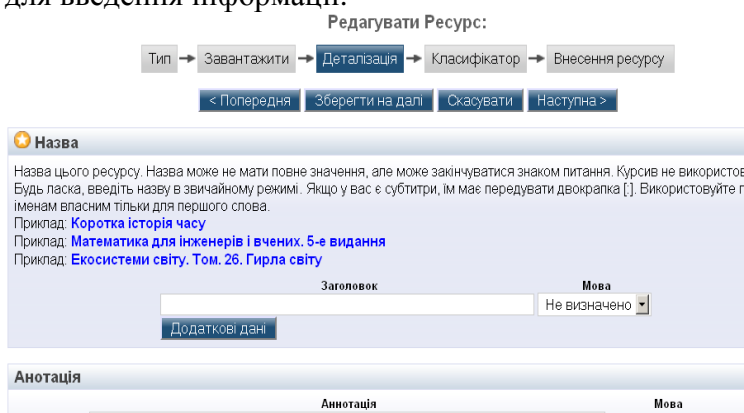 для введення інформації.
Редагувати Ресурс:
Тип → Завантажити → Деталізація → Класифікатор → Внесення ресурсу
< Попередня Зберегти на далі Скасувати Наступна >
Назва
Назва цього ресурсу. Назва може не мати повне значення, але може закінчуватися знаком питання. Курсив не використов
Будь ласка, введіть назву в звичайному режимі. Якщо у вас є субтитри, їм має передувати двокрапка [:]. Використовуйте
іменам власним тільки для першого слова.
Приклад: Коротка історія часу
Приклад: Математика для інженерів і вчених. 5-е видання
Приклад: Екосистеми світу. Том. 26. Гирла світу
Заголовок Мова
Не визначено
Додаткові дані
Анотація
Аннотація Мова